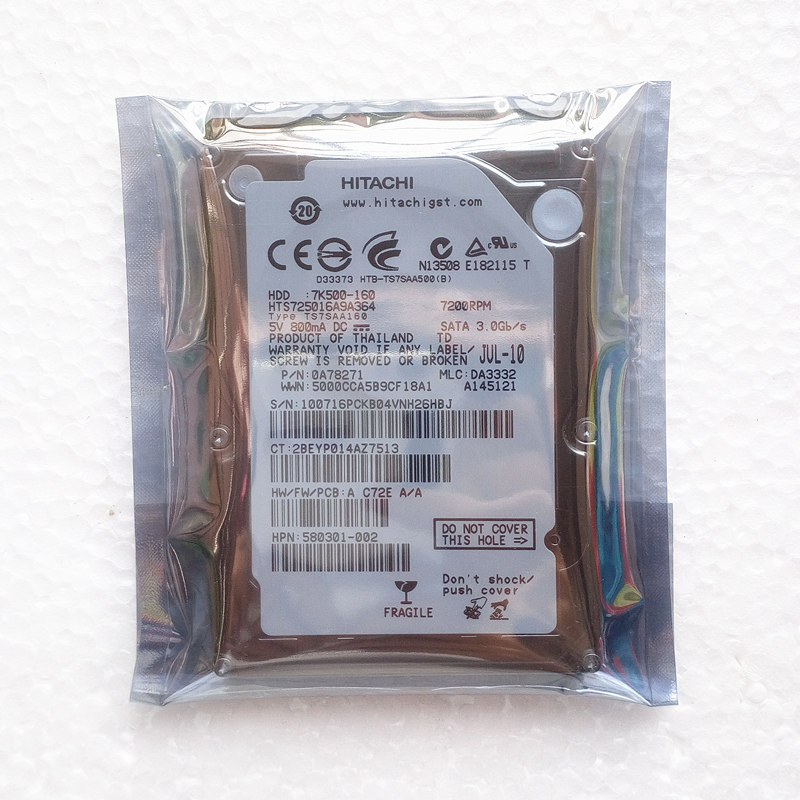 HITACHI
www.hitachigst.com
20
CE
c UL us
N13508 E182115 T
D33373 HTB-TS7SAA500(B)
HDD :7K500-160
HTS725016A9A364 7200RPM
Type TS7SAA160
5V 800mA DC SATA 3.0Gb/s
PRODUCT OF THAILAND TD
WARRANTY VOID IF ANY LABEL/ JUL-10
SCREW IS REMOVED OR BROKEN
P/N:0A78271 MLC:DA3332
WWN:5000CCA5B9CF18A1 A145121
S/N:100716PCKB04VNH26HBJ
CT:2BEYP014AZ7513
HW/FW/PCB:A C72E A/A
HPN:580301-002
DO NOT COVER
THIS HOLE =>
Don't shock/
push cover
FRAGILE